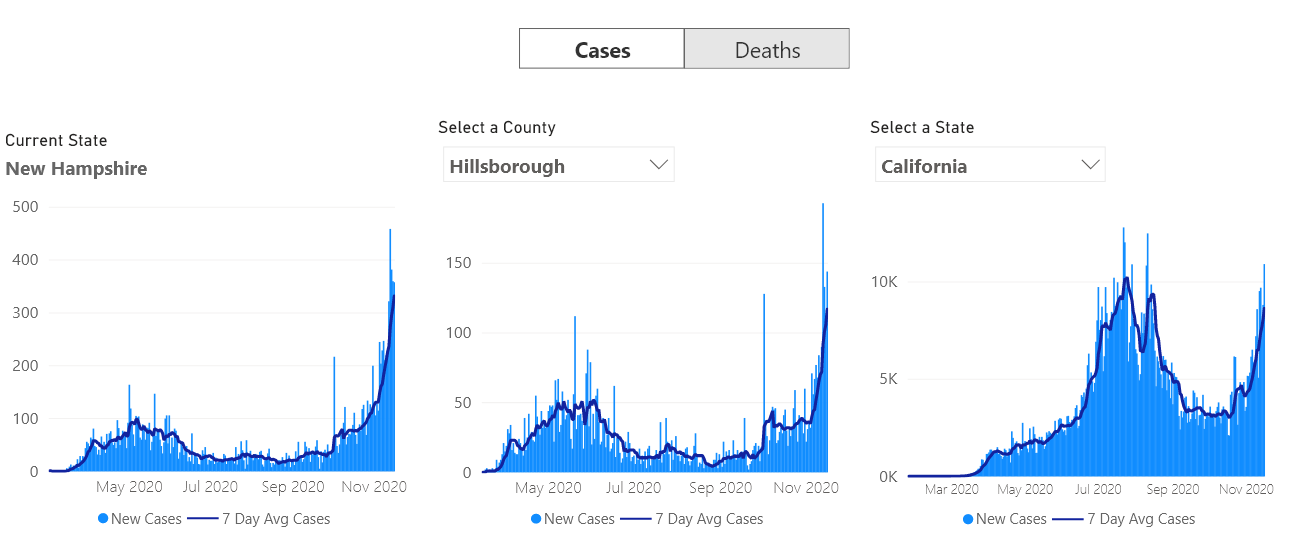 Cases Deaths
Current State
New Hampshire
Select a County
Hillsborough
Select a State
California
500
400
300
200
100
0
May 2020 Jul 2020 Sep 2020 Nov 2020
New Cases 7 Day Avg Cases
150
100
50
0
May 2020 Jul 2020 Sep 2020 Nov 2020
New Cases 7 Day Avg Cases
10K
5K
0K
Mar 2020 May 2020 Jul 2020 Sep 2020 Nov 2020
New Cases 7 Day Avg Cases